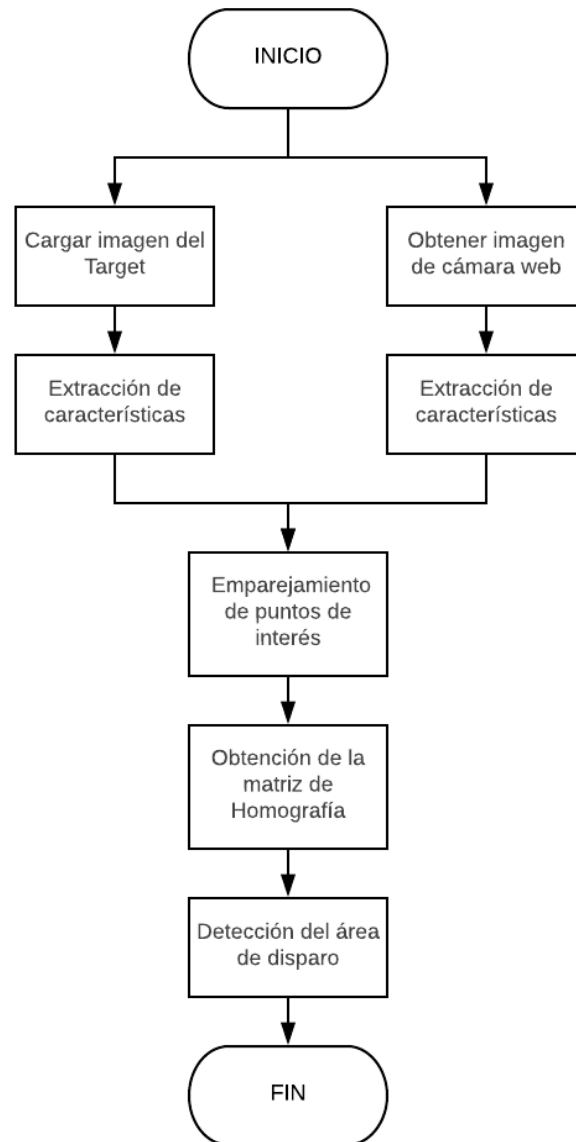 INICIO
Cargar imagen del
Target
Obtener imagen
de cámara web
Extracción de
características
Extracción de
características
Emparejamiento
de puntos de
interés
Obtención de la
matriz de
Homografía
Detección del área
de disparo
FIN